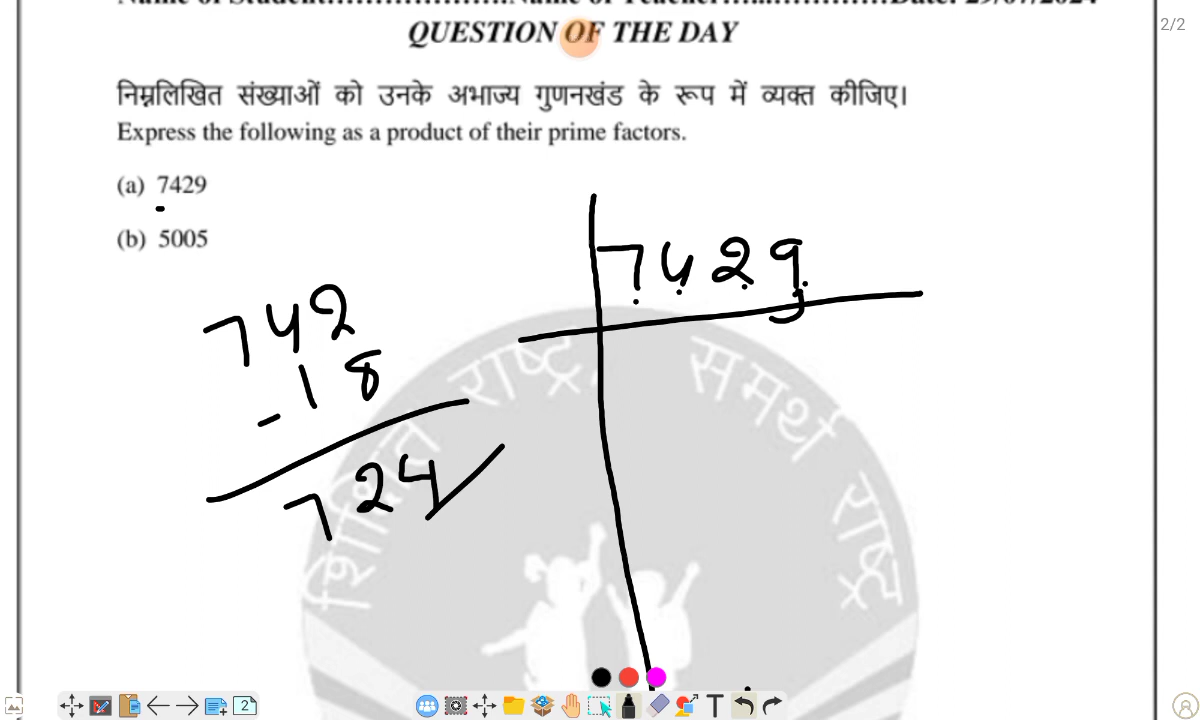 2/2
QUESTION OF THE DAY
निम्नलिखित संख्याओं को उनके अभाज्य गुणनखंड के रूप में व्यक्त कीजिए।
Express the following as a product of their prime factors.
(a) 7429
(b) 5005
7429
742
- 18
724
शिक्षित राष्ट्र, समर्थ राष्ट्र
2
T